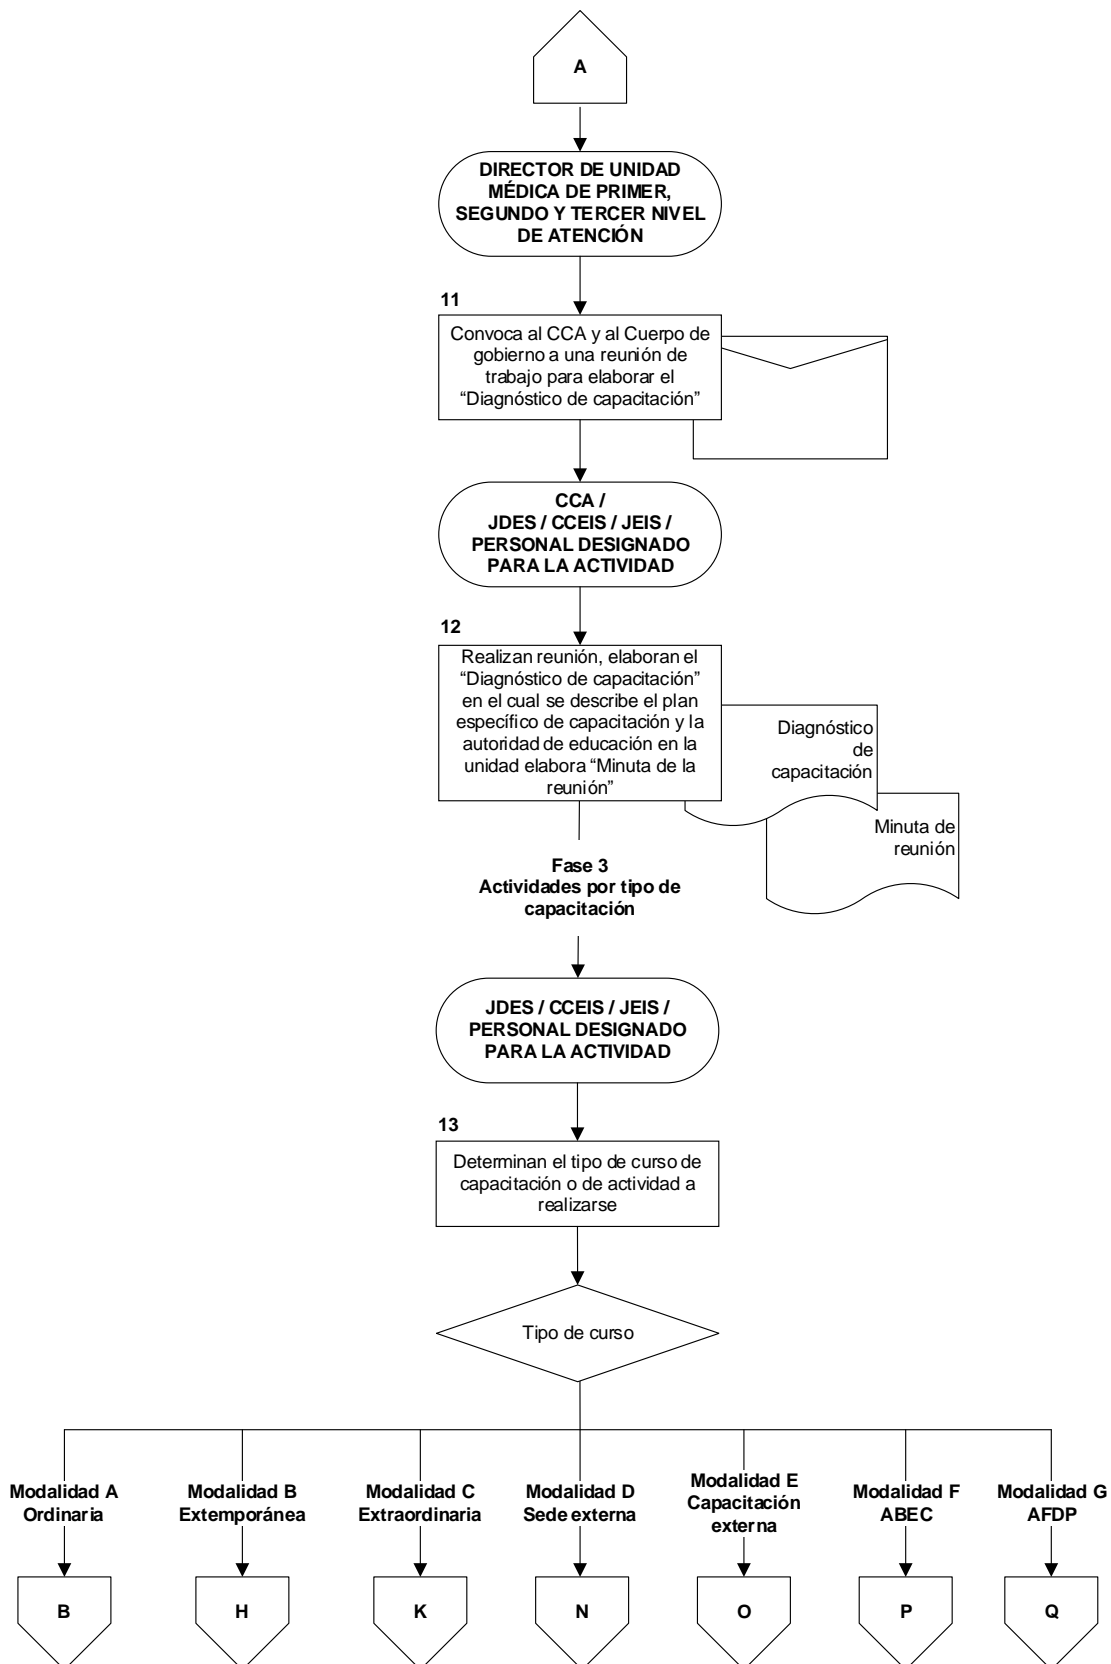 A
DIRECTOR DE UNIDAD
MÉDICA DE PRIMER,
SEGUNDO Y TERCER NIVEL
DE ATENCIÓN
11
Convoca al CCA y al Cuerpo de
gobierno a una reunión de
trabajo para elaborar el
“Diagnóstico de capacitación”
CCA /
JDES / CCEIS / JEIS /
PERSONAL DESIGNADO
PARA LA ACTIVIDAD
12
Realizan reunión, elaboran el
“Diagnóstico de capacitación”
en el cual se describe el plan
específico de capacitación y la
autoridad de educación en la
unidad elabora “Minuta de la
reunión”
Diagnóstico
de
capacitación
Minuta de
reunión
Fase 3
Actividades por tipo de
capacitación
JDES / CCEIS / JEIS /
PERSONAL DESIGNADO
PARA LA ACTIVIDAD
13
Determinan el tipo de curso de
capacitación o de actividad a
realizarse
Tipo de curso
Modalidad A
Ordinaria
Modalidad B
Extemporánea
Modalidad C
Extraordinaria
Modalidad D
Sede externa
Modalidad E
Capacitación
externa
Modalidad F
ABEC
Modalidad G
AFDP
B
H
K
N
O
P
Q